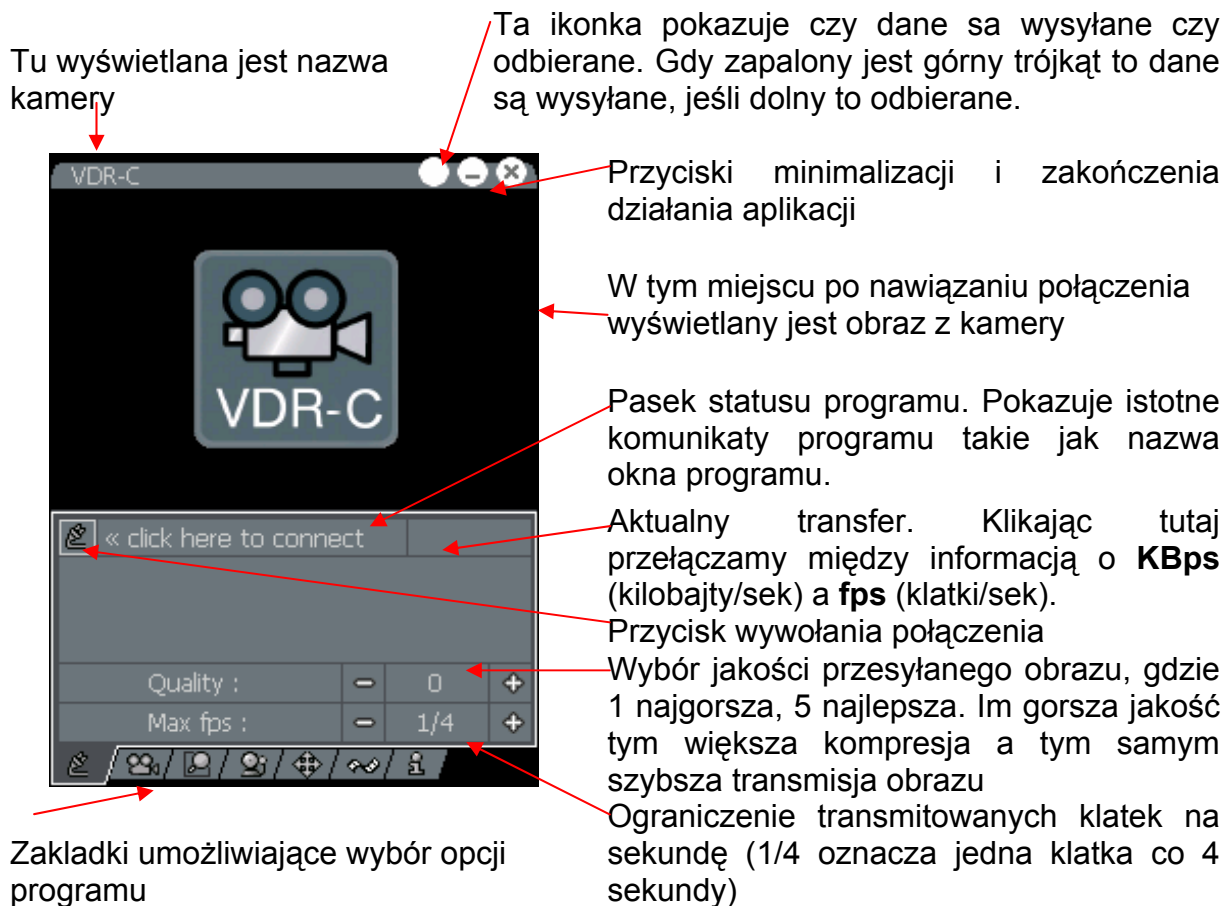 Tu wyświetlana jest nazwa
kamery
Ta ikonka pokazuje czy dane sa wysyłane czy
odbierane. Gdy zapalony jest górny trójkąt to dane
są wysyłane, jeśli dolny to odbierane.
VDR-C
Przyciski minimalizacji i zakończenia
działania aplikacji
VDR-C
W tym miejscu po nawiązaniu połączenia
wyświetlany jest obraz z kamery
Pasek statusu programu. Pokazuje istotne
komunikaty programu takie jak nazwa
okna programu.
« click here to connect
Aktualny transfer. Klikając tutaj
przełączamy między informacją o KBps
(kilobajty/sek) a fps (klatki/sek).
Przycisk wywołania połączenia
Quality : 0
Max fps : 1/4
Wybór jakości przesyłanego obrazu, gdzie
1 najgorsza, 5 najlepsza. Im gorsza jakość
tym większa kompresja a tym samym
szybsza transmisja obrazu
Ograniczenie transmitowanych klatek na
sekundę (1/4 oznacza jedna klatka co 4
sekundy)
Zakladki umożliwiające wybór opcji
programu